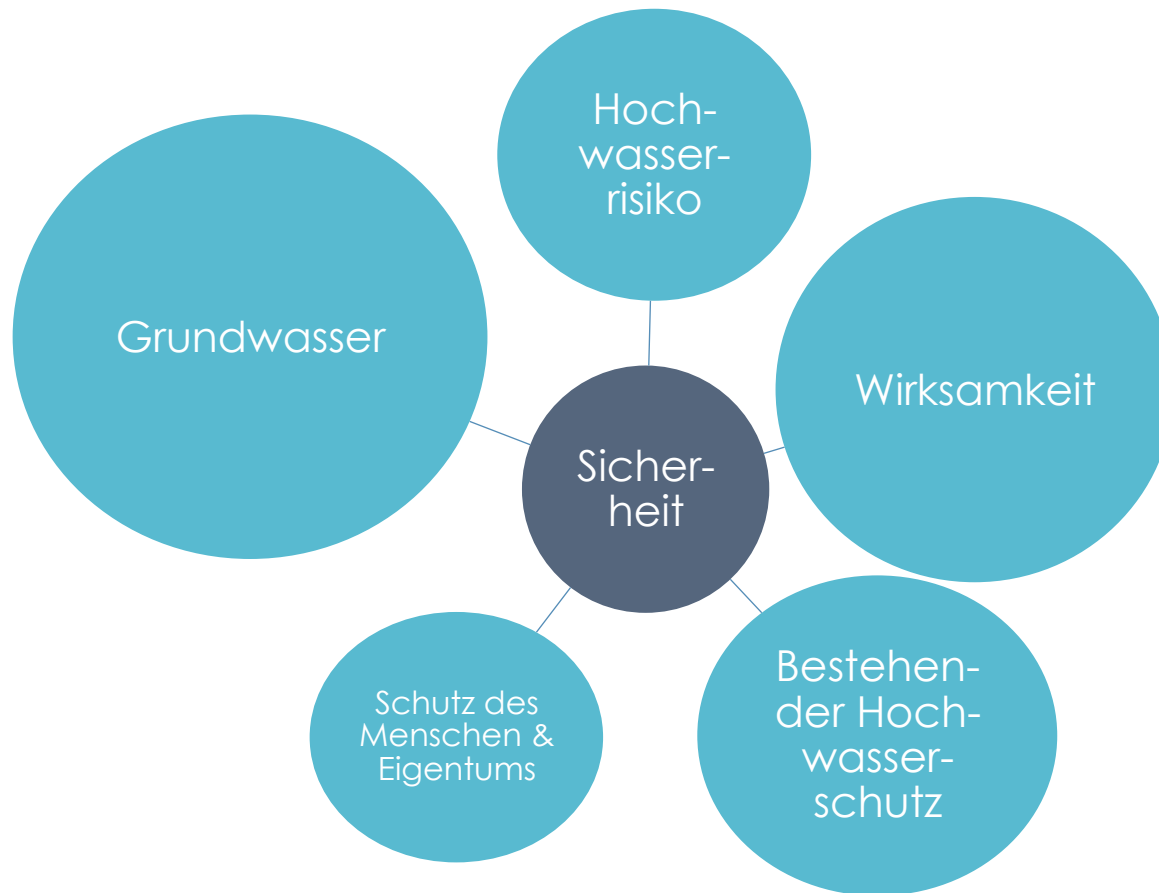 Hoch-
wasser-
risiko
Grundwasser
Wirksamkeit
Sicher-
heit
Schutz des
Menschen &
Eigentums
Bestehen-
der Hoch-
wasser-
schutz